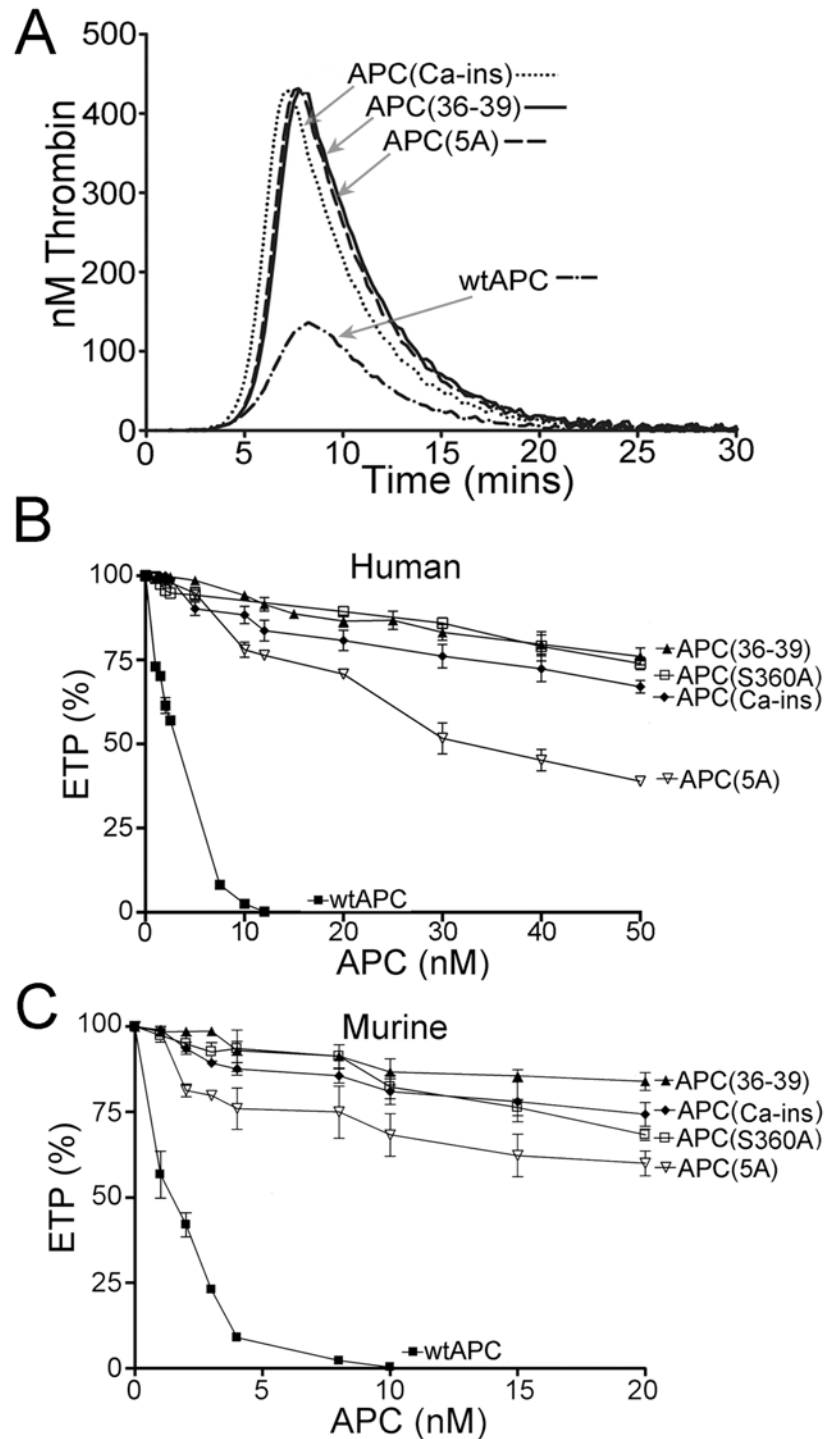 A
500
400
300
200
100
0
nM Thrombin
APC(Ca-ins)
APC(36-39)
APC(5A)
wtAPC
0 5 10 15 20 25 30
Time (mins)
B
Human
100
75
50
25
0
ETP (%)
APC(36-39)
APC(S360A)
APC(Ca-ins)
APC(5A)
wtAPC
0 10 20 30 40 50
APC (nM)
C
Murine
100
75
50
25
0
ETP (%)
APC(36-39)
APC(Ca-ins)
APC(S360A)
APC(5A)
wtAPC
0 5 10 15 20
APC (nM)